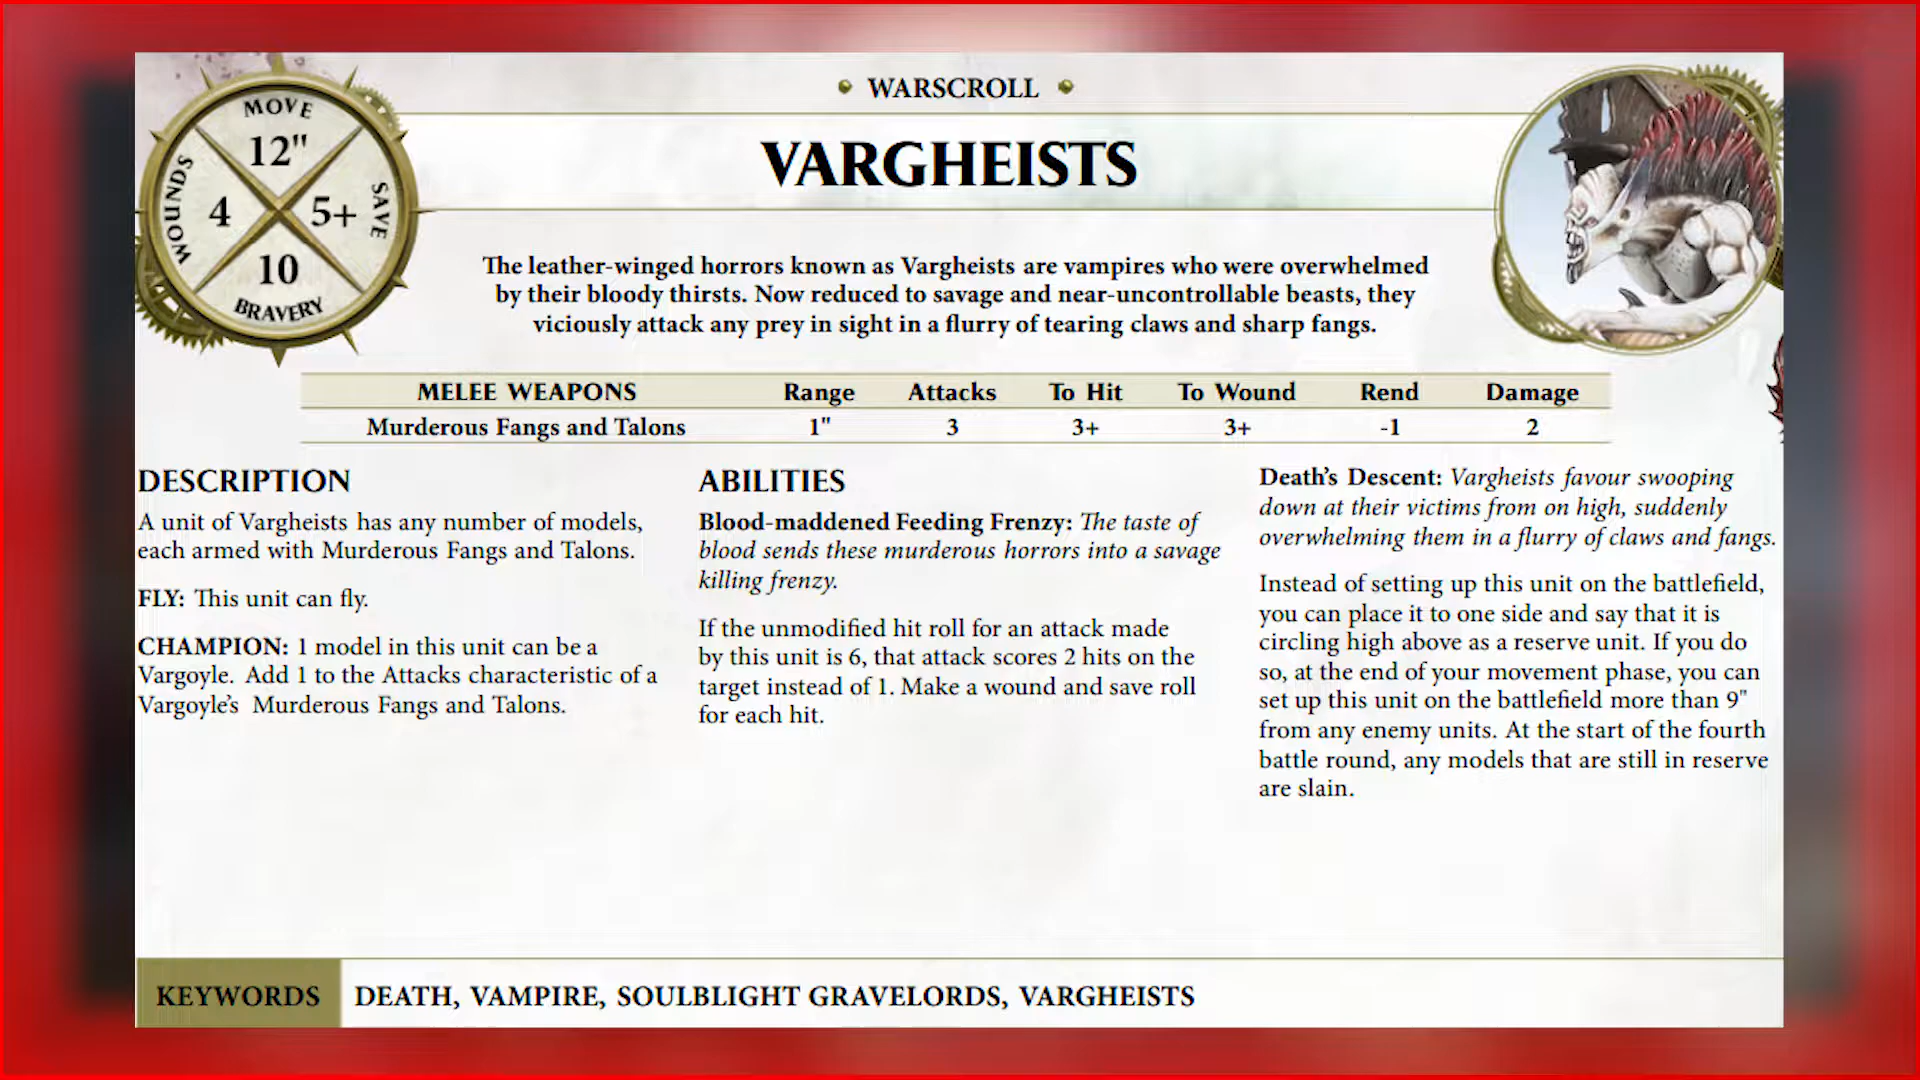 WARSCROLL
VARGHEISTS
MOVE
12"
WOUNDS
4
5+
SAVE
10
BRAVERY
The leather-winged horrors known as Vargheists are vampires who were overwhelmed
by their bloody thirsts. Now reduced to savage and near-uncontrollable beasts, they
viciously attack any prey in sight in a flurry of tearing claws and sharp fangs.
MELEE WEAPONS Range Attacks To Hit To Wound Rend Damage
Murderous Fangs and Talons 1" 3 3+ 3+ -1 2
DESCRIPTION
A unit of Vargheists has any number of models,
each armed with Murderous Fangs and Talons.
FLY: This unit can fly.
CHAMPION: 1 model in this unit can be a
Vargoyle. Add 1 to the Attacks characteristic of a
Vargoyle's Murderous Fangs and Talons.
ABILITIES
Blood-maddened Feeding Frenzy: The taste of
blood sends these murderous horrors into a savage
killing frenzy.
If the unmodified hit roll for an attack made
by this unit is 6, that attack scores 2 hits on the
target instead of 1. Make a wound and save roll
for each hit.
Death's Descent: Vargheists favour swooping
down at their victims from on high, suddenly
overwhelming them in a flurry of claws and fangs.
Instead of setting up this unit on the battlefield,
you can place it to one side and say that it is
circling high above as a reserve unit. If you do
so, at the end of your movement phase, you can
set up this unit on the battlefield more than 9"
from any enemy units. At the start of the fourth
battle round, any models that are still in reserve
are slain.
KEYWORDS DEATH, VAMPIRE, SOULBLIGHT GRAVELORDS, VARGHEISTS